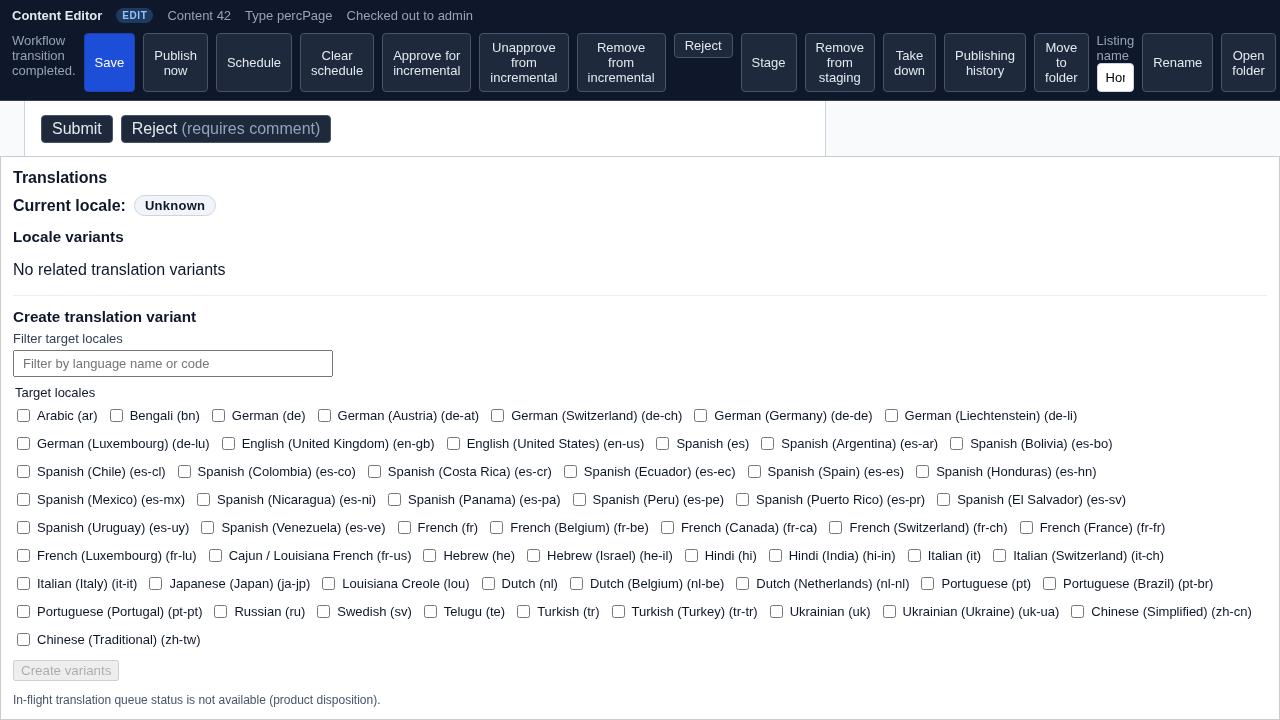 Content Editor EDIT Content 42 Type percPage Checked out to admin
Workflow transition completed.
Save
Publish now
Schedule
Clear schedule
Approve for incremental
Unapprove from incremental
Remove from incremental
Reject
Stage
Remove from staging
Take down
Publishing history
Move to folder
Listing name
Hor
Rename
Open folder
Submit Reject (requires comment)
Translations
Current locale: Unknown
Locale variants
No related translation variants
Create translation variant
Filter target locales
Filter by language name or code
Target locales
Arabic (ar) Bengali (bn) German (de) German (Austria) (de-at) German (Switzerland) (de-ch) German (Germany) (de-de) German (Liechtenstein) (de-li)
German (Luxembourg) (de-lu) English (United Kingdom) (en-gb) English (United States) (en-us) Spanish (es) Spanish (Argentina) (es-ar) Spanish (Bolivia) (es-bo)
Spanish (Chile) (es-cl) Spanish (Colombia) (es-co) Spanish (Costa Rica) (es-cr) Spanish (Ecuador) (es-ec) Spanish (Spain) (es-es) Spanish (Honduras) (es-hn)
Spanish (Mexico) (es-mx) Spanish (Nicaragua) (es-ni) Spanish (Panama) (es-pa) Spanish (Peru) (es-pe) Spanish (Puerto Rico) (es-pr) Spanish (El Salvador) (es-sv)
Spanish (Uruguay) (es-uy) Spanish (Venezuela) (es-ve) French (fr) French (Belgium) (fr-be) French (Canada) (fr-ca) French (Switzerland) (fr-ch) French (France) (fr-fr)
French (Luxembourg) (fr-lu) Cajun / Louisiana French (fr-us) Hebrew (he) Hebrew (Israel) (he-il) Hindi (hi) Hindi (India) (hi-in) Italian (it) Italian (Switzerland) (it-ch)
Italian (Italy) (it-it) Japanese (Japan) (ja-jp) Louisiana Creole (lou) Dutch (nl) Dutch (Belgium) (nl-be) Dutch (Netherlands) (nl-nl) Portuguese (pt) Portuguese (Brazil) (pt-br)
Portuguese (Portugal) (pt-pt) Russian (ru) Swedish (sv) Telugu (te) Turkish (tr) Turkish (Turkey) (tr-tr) Ukrainian (uk) Ukrainian (Ukraine) (uk-ua) Chinese (Simplified) (zh-cn)
Chinese (Traditional) (zh-tw)
Create variants
In-flight translation queue status is not available (product disposition).